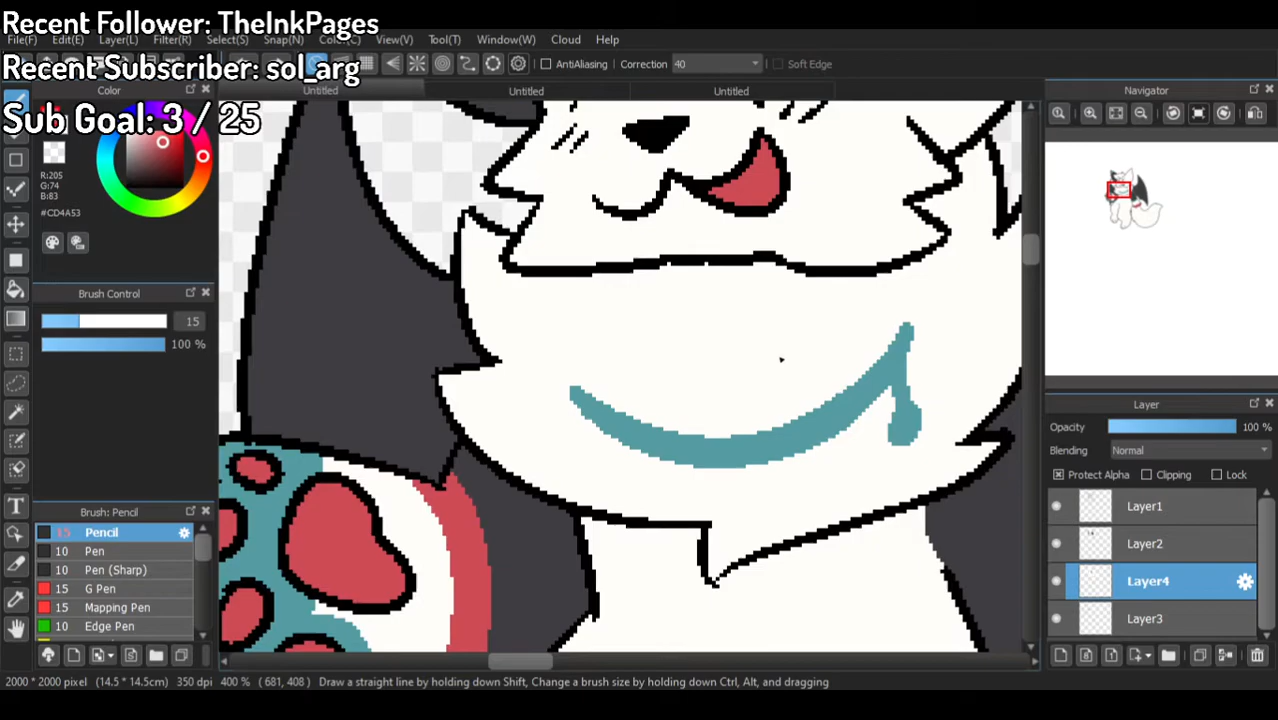 Recent Follower: TheInkPages
File(F) Edit(E) Layer(L) Filter(R) Select(S) Snap(N) Color(C) View(V) Tool(T) Window(W) Cloud Help
Recent Subscriber: sol_arg
AntiAliasing Correction 40 Soft Edge
Color Untitled Untitled Untitled Navigator
Sub Goal: 3 / 25
R:205
G:74
B:83
#CD4A53
Brush Control
15
100 %
Layer
Opacity 100 %
Blending Normal
Protect Alpha Clipping Lock
Layer1
Layer2
Layer4
Layer3
Brush: Pencil
15 Pencil
10 Pen
10 Pen (Sharp)
15 G Pen
15 Mapping Pen
10 Edge Pen
2000 * 2000 pixel (14.5 * 14.5cm) 350 dpi 400 % ( 681, 408 ) Draw a straight line by holding down Shift, Change a brush size by holding down Ctrl, Alt, and dragging